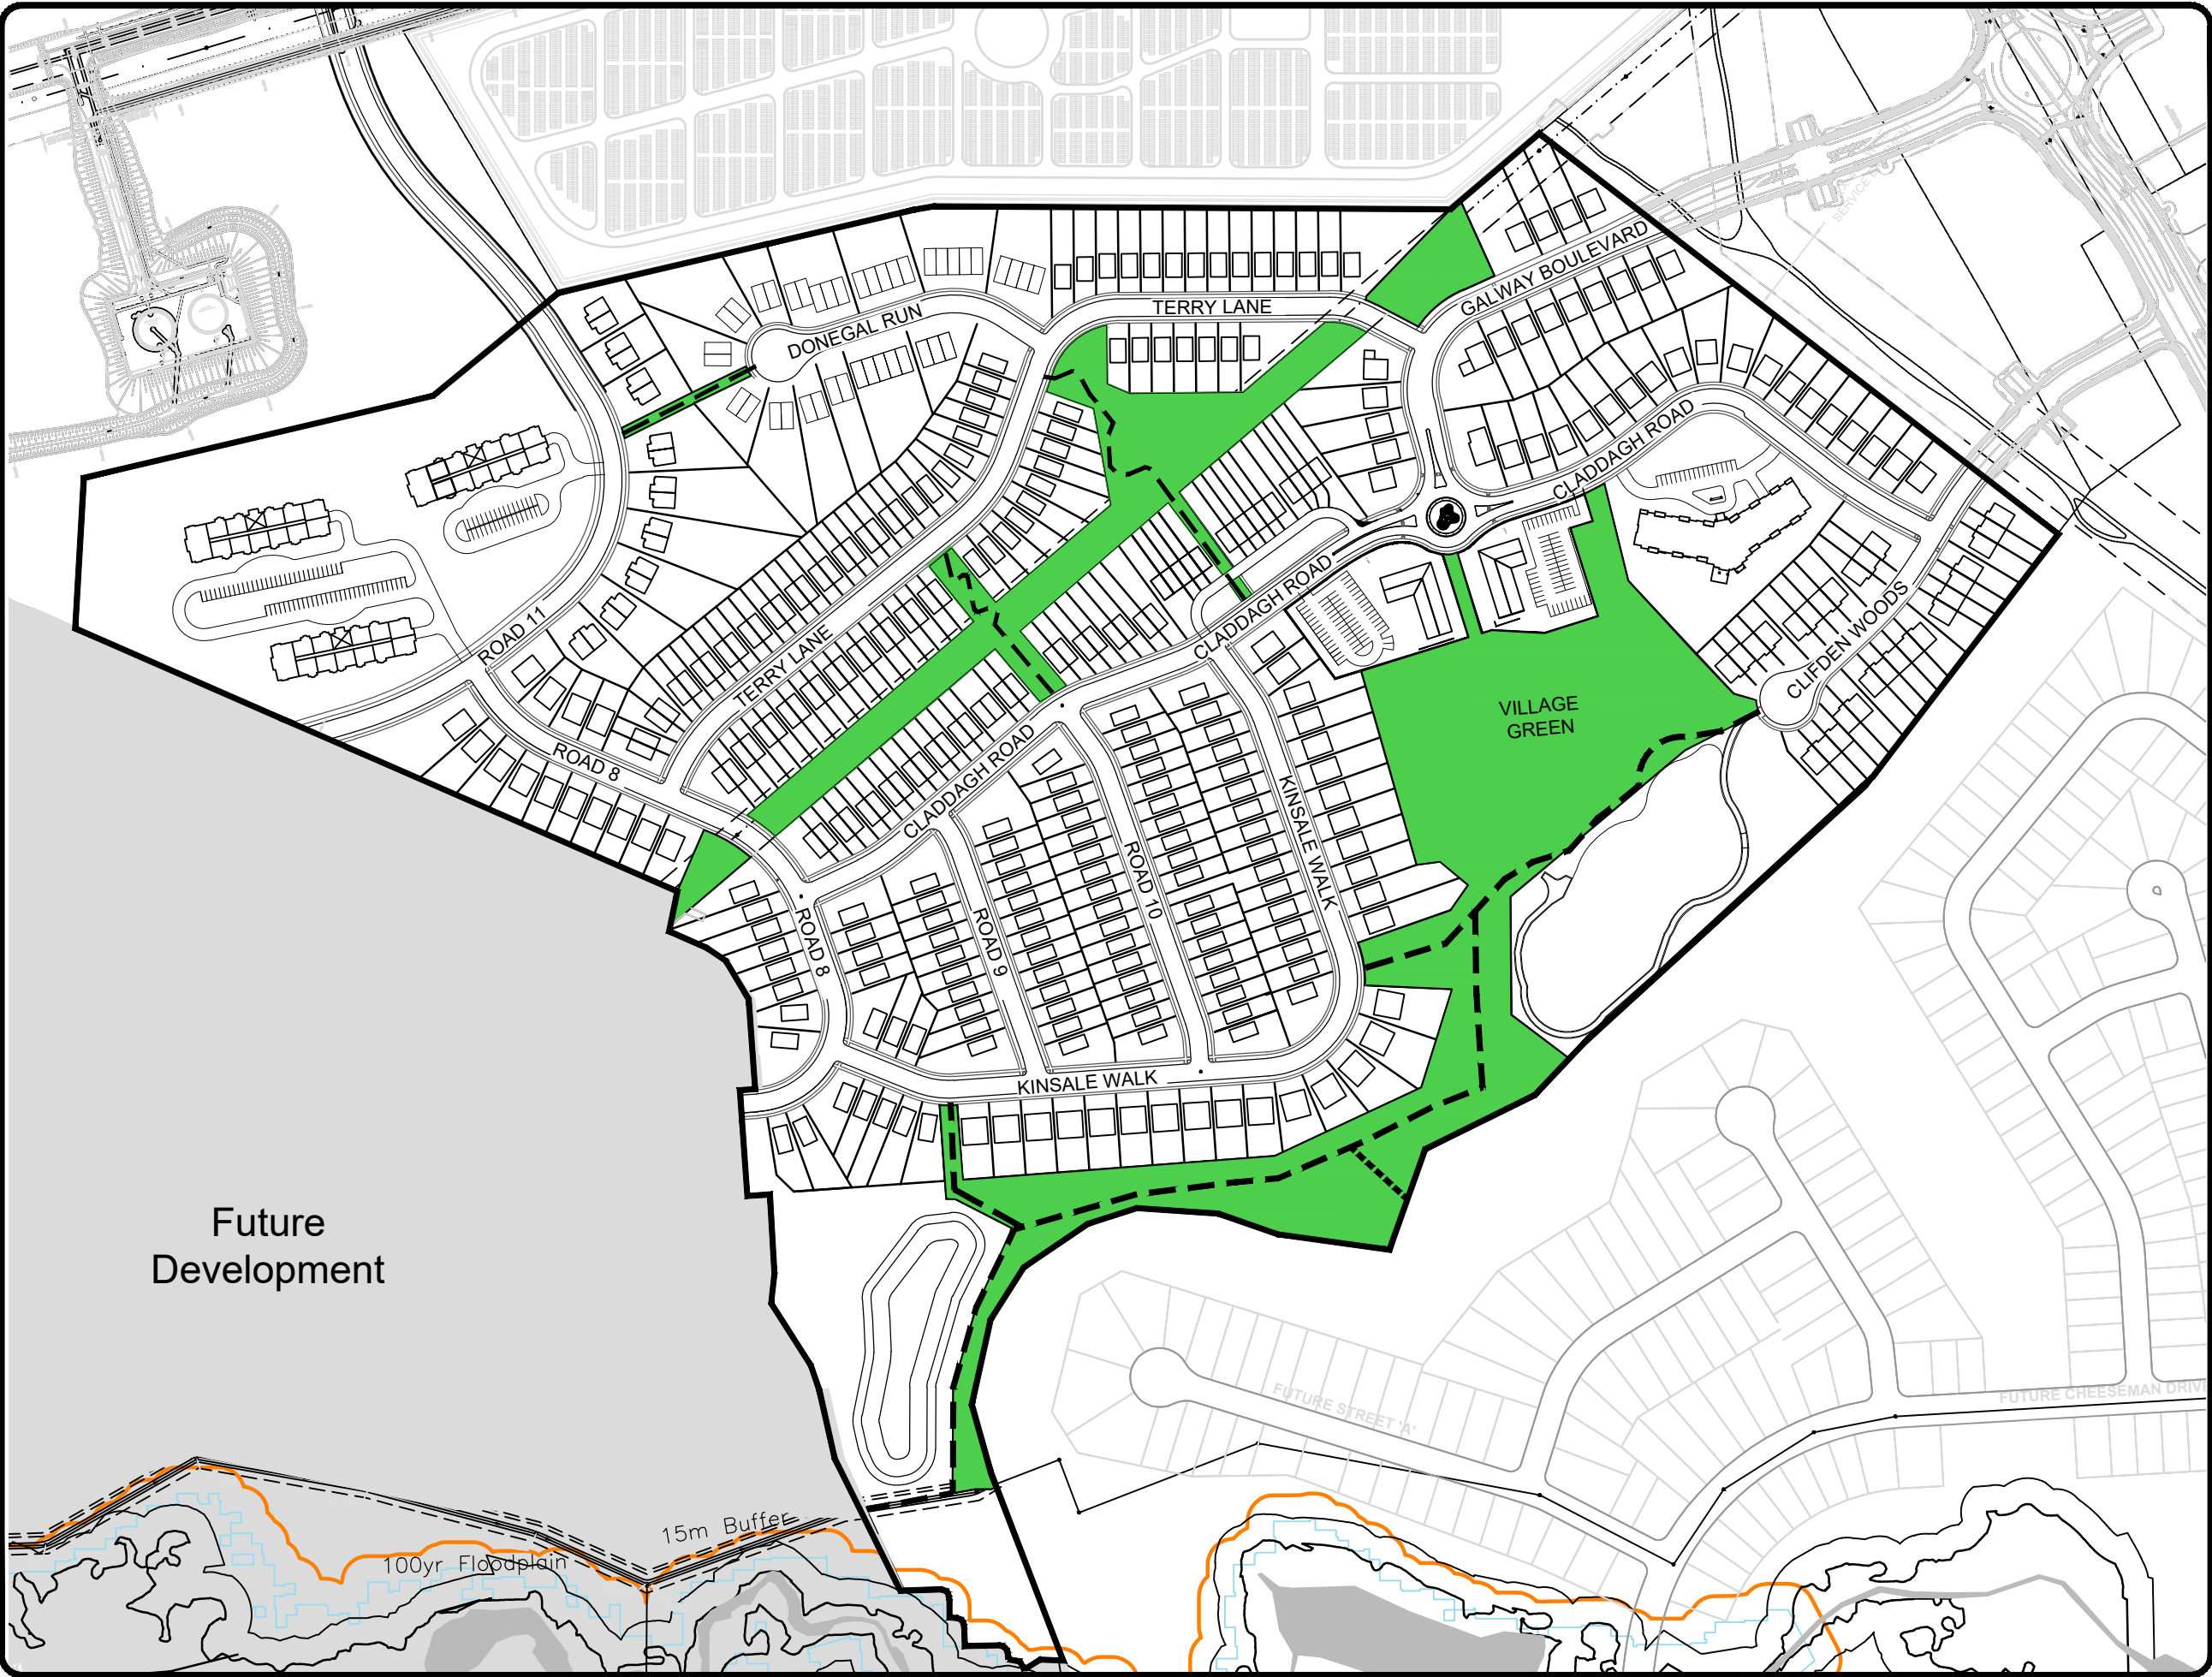 SERVICE
GALWAY BOULEVARD
TERRY LANE
DONEGAL RUN
CLADDAGH ROAD
CLADDAGH ROAD
ROAD 11
TERRY LANE
CLIFDEN WOODS
VILLAGE
GREEN
ROAD 8
CLADDAGH ROAD
KINSALE WALK
ROAD 10
ROAD 9
ROAD 8
KINSALE WALK
Future
Development
FUTURE STREET 'A'
FUTURE CHEESEMAN DRIV
15m Buffer
100yr Floodplain